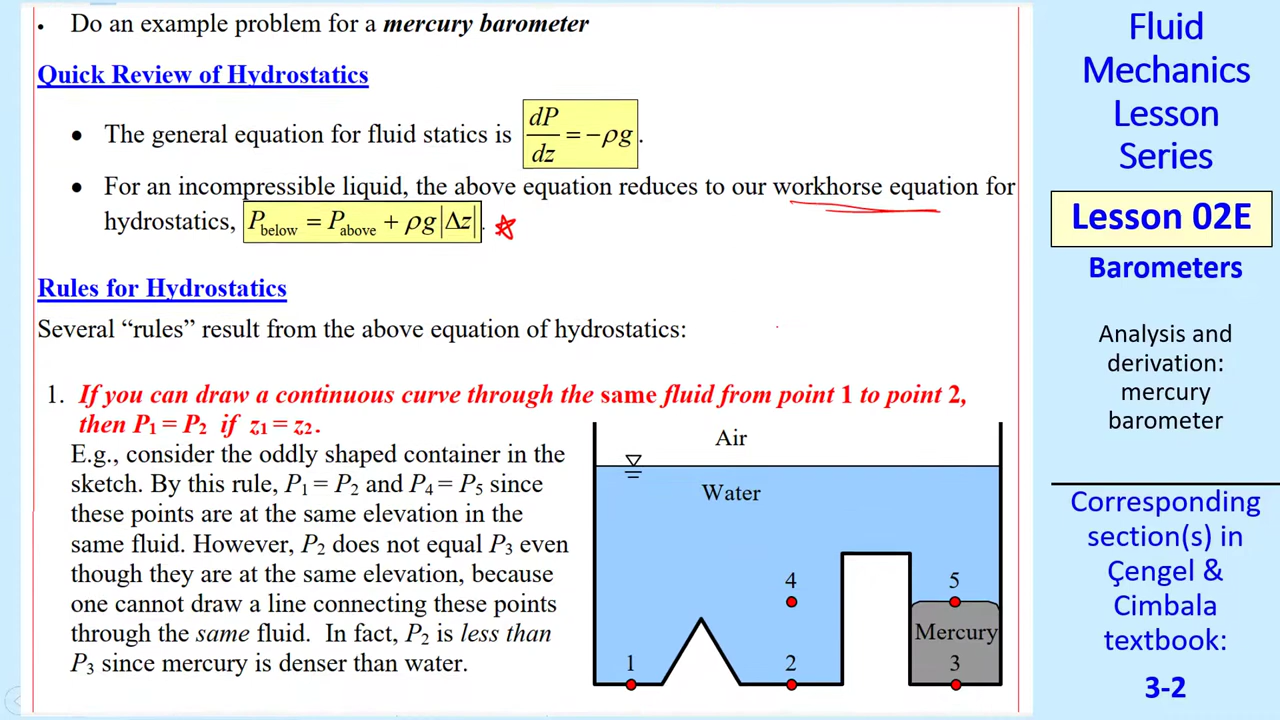 • Do an example problem for a mercury barometer
Quick Review of Hydrostatics
• The general equation for fluid statics is dP/dz = −ρg.
• For an incompressible liquid, the above equation reduces to our workhorse equation for
hydrostatics, P_below = P_above + ρg|Δz|.
Rules for Hydrostatics
Several “rules” result from the above equation of hydrostatics:
1. If you can draw a continuous curve through the same fluid from point 1 to point 2,
then P₁ = P₂ if z₁ = z₂.
E.g., consider the oddly shaped container in the
sketch. By this rule, P₁ = P₂ and P₄ = P₅ since
these points are at the same elevation in the
same fluid. However, P₂ does not equal P₃ even
though they are at the same elevation, because
one cannot draw a line connecting these points
through the same fluid. In fact, P₂ is less than
P₃ since mercury is denser than water.
Air
Water
4
5
Mercury
1
2
3
Fluid
Mechanics
Lesson
Series
Lesson 02E
Barometers
Analysis and
derivation:
mercury
barometer
Corresponding
section(s) in
Çengel &
Cimbala
textbook:
3-2